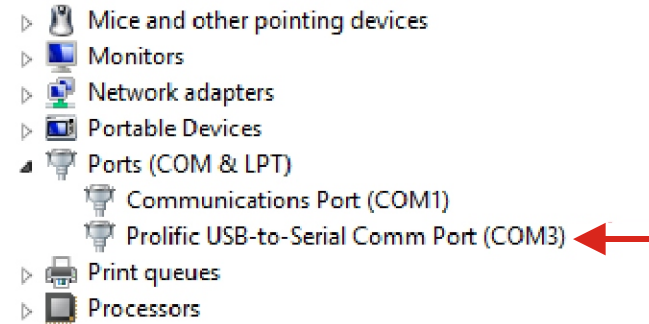 Mice and other pointing devices
Monitors
Network adapters
Portable Devices
Ports (COM & LPT)
Communications Port (COM1)
Prolific USB-to-Serial Comm Port (COM3)
Print queues
Processors